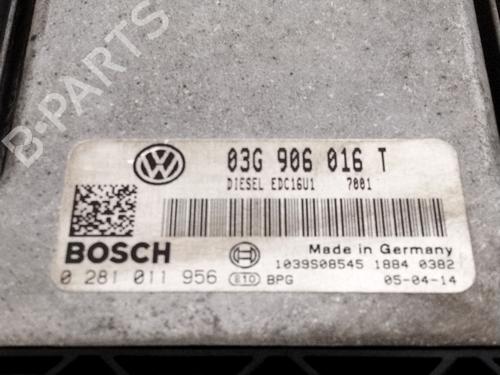 B-PARTS
03G 906 016 T
DIESEL EDC16U1 7001
BOSCH
Made in Germany
1039S08545 1884 0382
0 281 011 956 E10 BPG 05-04-14